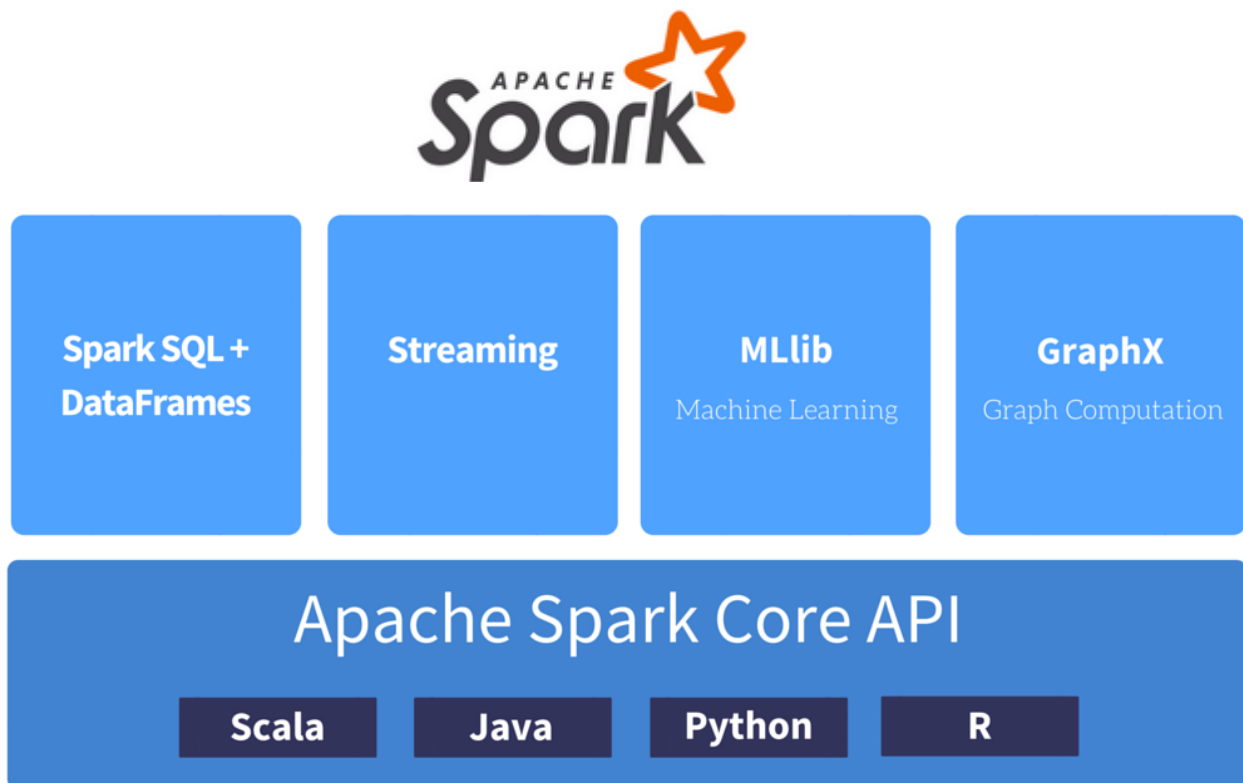 APACHE
Spark
Spark SQL +
DataFrames
Streaming
MLlib
Machine Learning
GraphX
Graph Computation
Apache Spark Core API
Scala
Java
Python
R